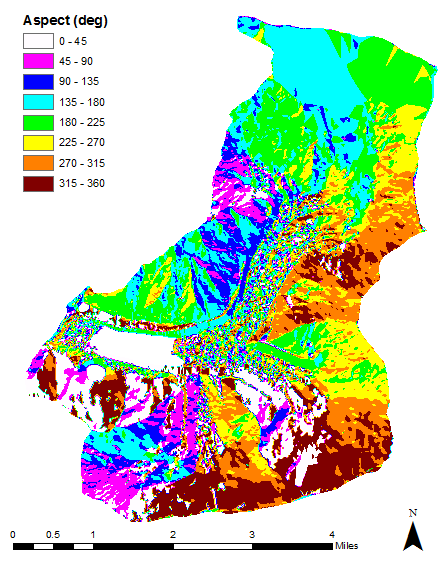 Aspect (deg)
0 - 45
45 - 90
90 - 135
135 - 180
180 - 225
225 - 270
270 - 315
315 - 360
N
0 0.5 1 2 3 4
Miles